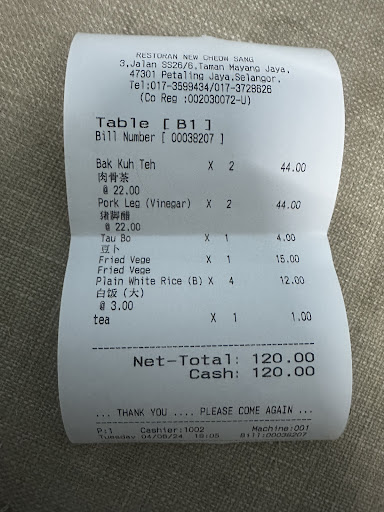 RESTORAN NEW CHEON SANG
3,Jalan SS26/6,Taman Mayang Jaya,
47301 Petaling Jaya,Selangor.
Tel:017-3599434/017-3728626
(Co Reg :002030072-U)
Table [ B1 ]
Bill Number [ 00036207 ]
Bak Kuh Teh X 2 44.00
肉骨茶
@ 22.00
Pork Leg (Vinegar) X 2 44.00
猪脚醋
@ 22.00
Tau Bo X 1 4.00
豆卜
Fried Vege X 1 15.00
Fried Vege
Plain White Rice (B) X 4 12.00
白饭 (大)
@ 3.00
tea X 1 1.00
Net-Total: 120.00
Cash: 120.00
... THANK YOU .... PLEASE COME AGAIN ...
P:1 Cashier:1002 Machine:001
Tuesday 04/06/24 18:05 Bill:00036207